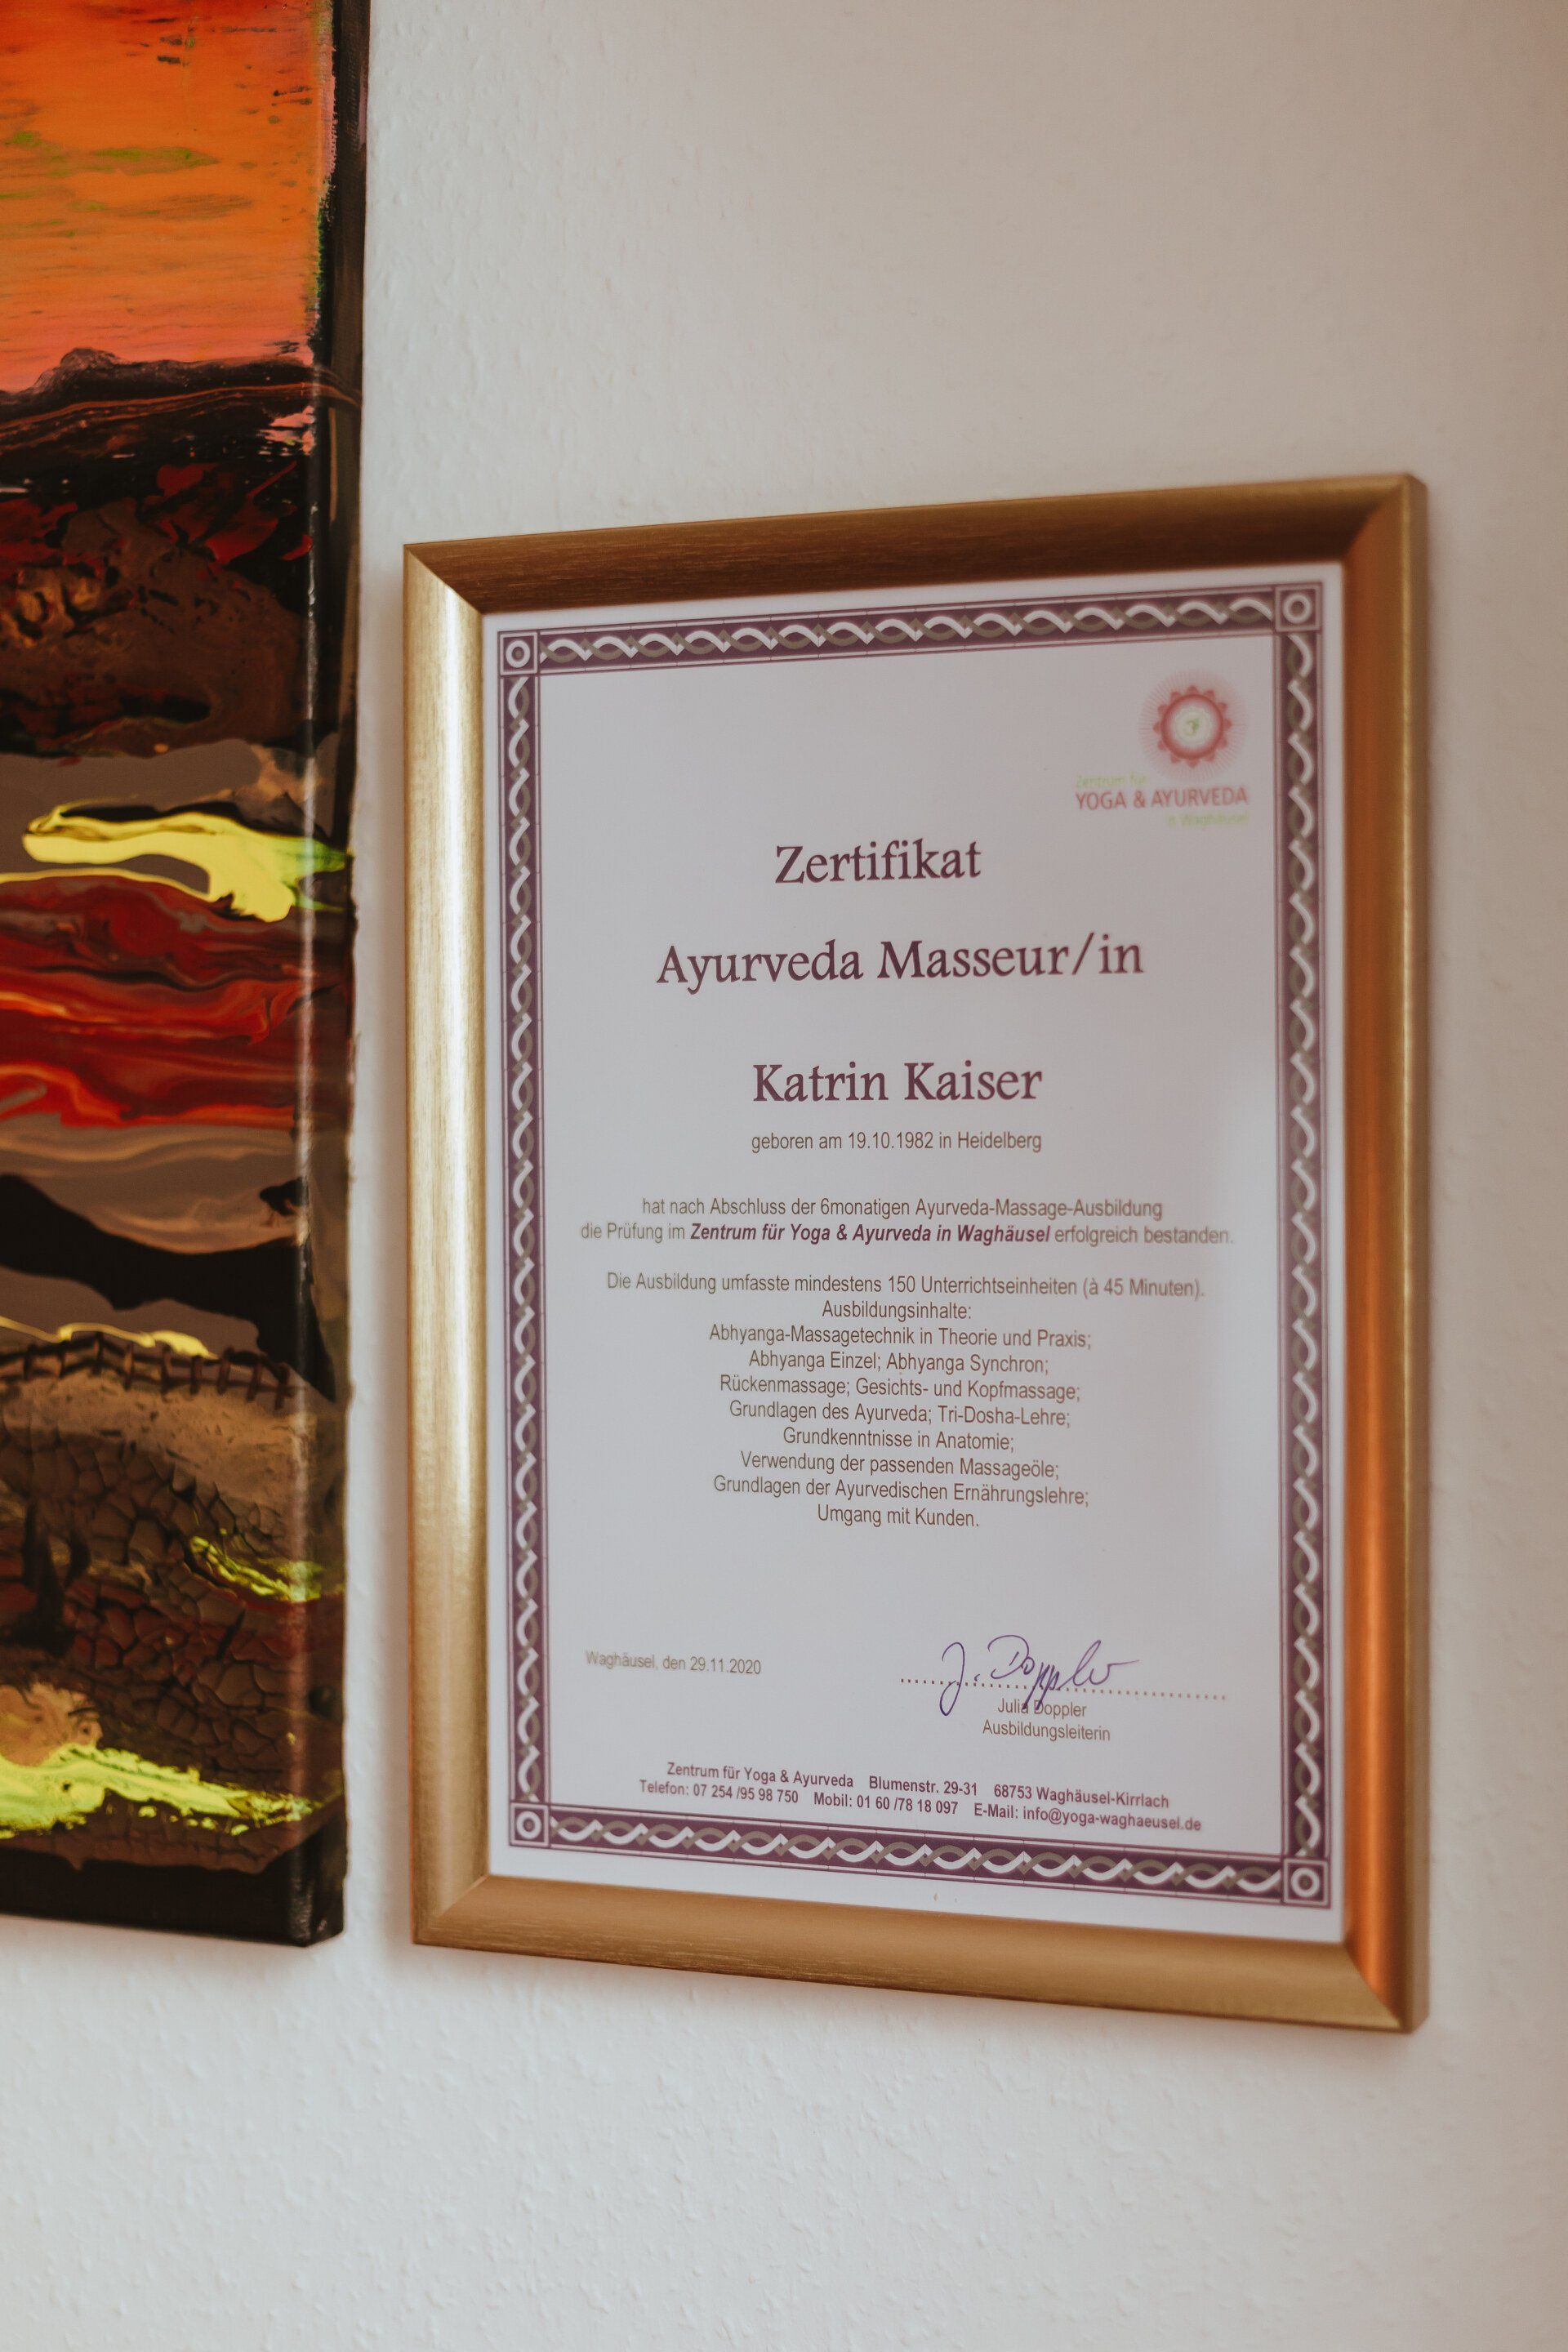 Zentrum für
YOGA & AYURVEDA
in Waghäusel
Zertifikat
Ayurveda Masseur/in
Katrin Kaiser
geboren am 19.10.1982 in Heidelberg
hat nach Abschluss der 6monatigen Ayurveda-Massage-Ausbildung
die Prüfung im Zentrum für Yoga & Ayurveda in Waghäusel erfolgreich bestanden.
Die Ausbildung umfasste mindestens 150 Unterrichtseinheiten (à 45 Minuten).
Ausbildungsinhalte:
Abhyanga-Massagetechnik in Theorie und Praxis;
Abhyanga Einzel; Abhyanga Synchron;
Rückenmassage; Gesichts- und Kopfmassage;
Grundlagen des Ayurveda; Tri-Dosha-Lehre;
Grundkenntnisse in Anatomie;
Verwendung der passenden Massageöle;
Grundlagen der Ayurvedischen Ernährungslehre;
Umgang mit Kunden.
Waghäusel, den 29.11.2020
J. Doppler
Julia Doppler
Ausbildungsleiterin
Zentrum für Yoga & Ayurveda Blumenstr. 29-31 68753 Waghäusel-Kirrlach
Telefon: 07 254 /95 98 750 Mobil: 01 60 /78 18 097 E-Mail: info@yoga-waghaeusel.de